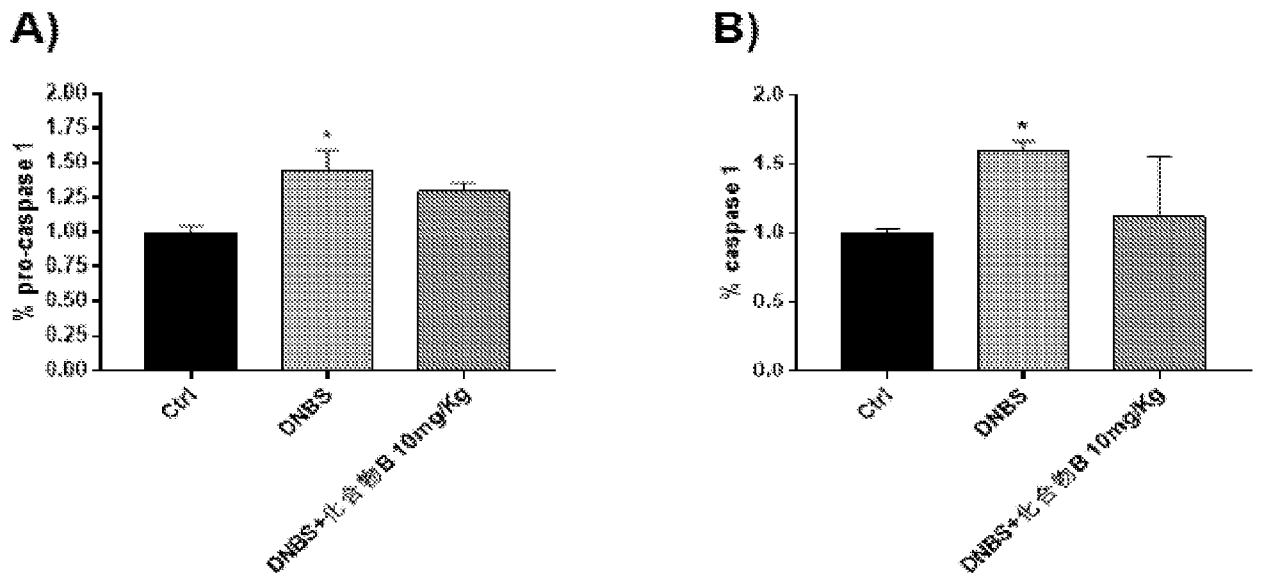 A)
% pro-caspase 1
2.00
1.75
1.50
1.25
1.00
0.75
0.50
0.25
0.00
*
Ctrl
DNBS
DNBS+化合物B 10mg/Kg
B)
% caspase 1
2.0
1.5
1.0
0.5
0.0
*
Ctrl
DNBS
DNBS+化合物B 10mg/Kg